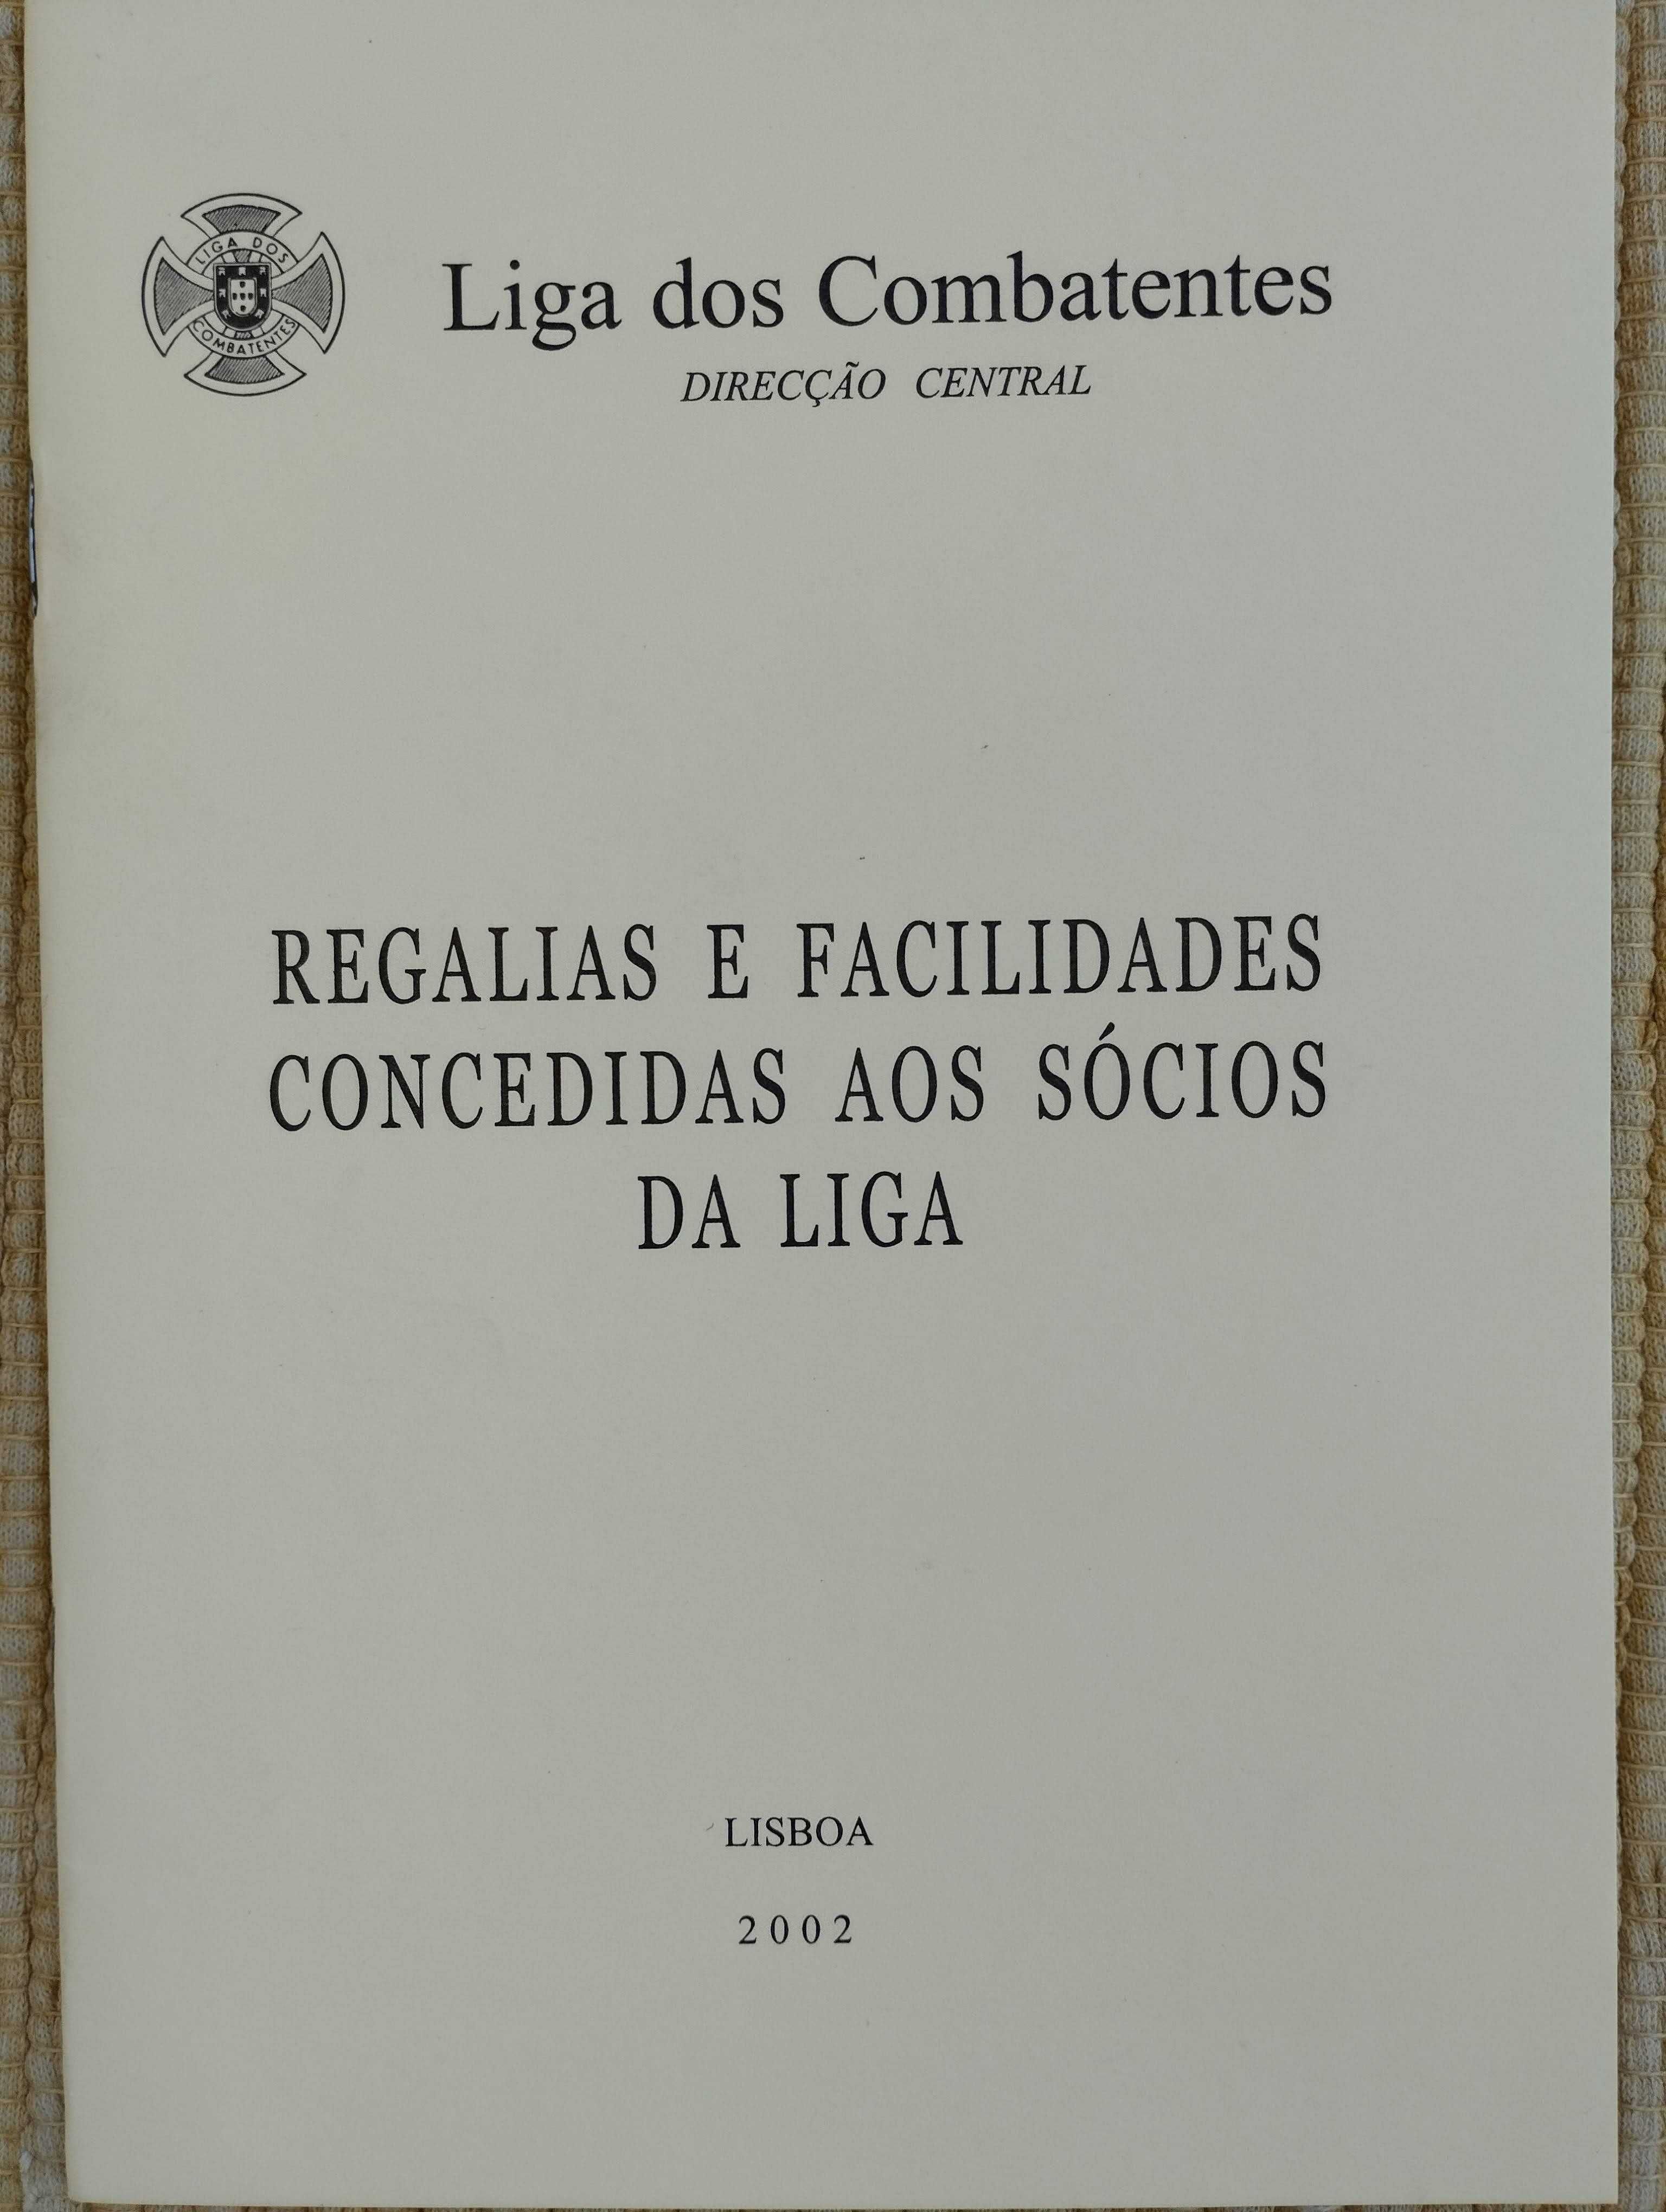 LIGA DOS
COMBATENTES
Liga dos Combatentes
DIRECÇÃO CENTRAL
REGALIAS E FACILIDADES
CONCEDIDAS AOS SÓCIOS
DA LIGA
LISBOA
2002